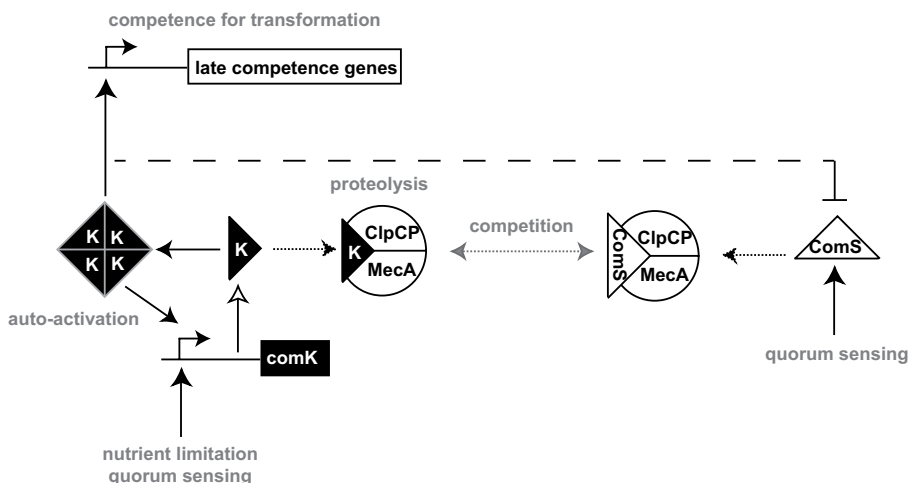 competence for transformation
late competence genes
proteolysis
K K
K K
K
K
ClpCP
MecA
competition
ComS
ClpCP
MecA
ComS
auto-activation
comK
quorum sensing
nutrient limitation
quorum sensing